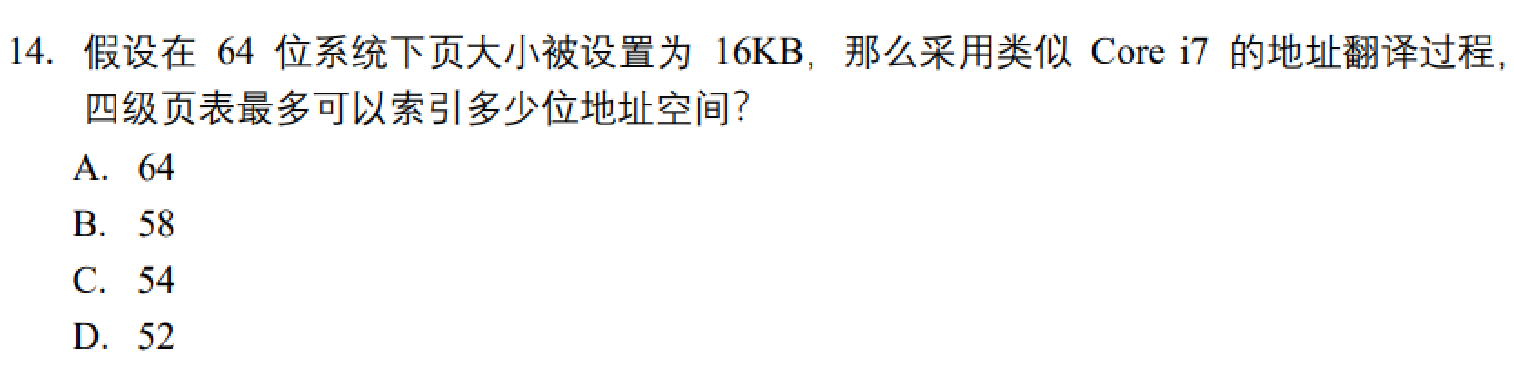 14. 假设在 64 位系统下页大小被设置为 16KB，那么采用类似 Core i7 的地址翻译过程，
四级页表最多可以索引多少位地址空间？
A. 64
B. 58
C. 54
D. 52